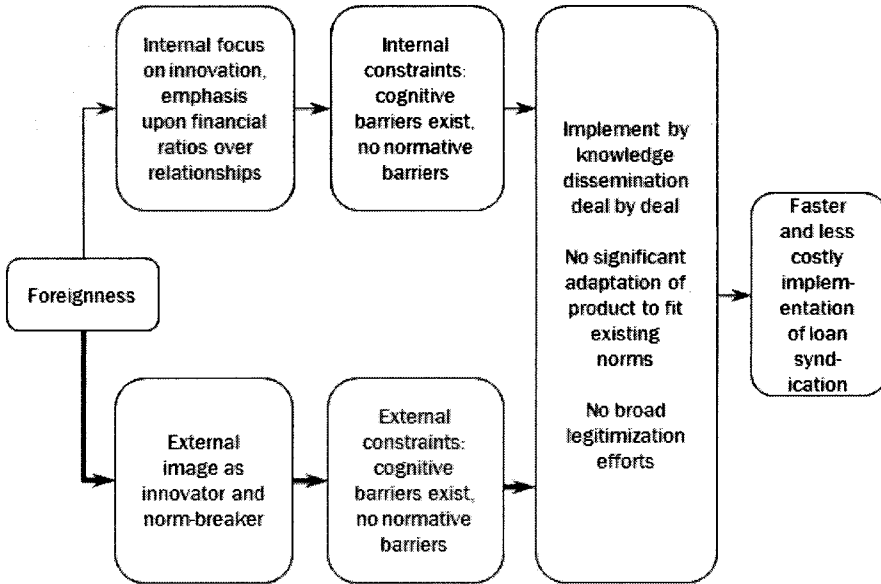 Internal focus
on innovation,
emphasis
upon financial
ratios over
relationships
Internal
constraints:
cognitive
barriers exist,
no normative
barriers
Implement by
knowledge
dissemination
deal by deal
No significant
adaptation of
product to fit
existing
norms
No broad
legitimization
efforts
Faster
and less
costly
implem-
entation
of loan
synd-
ication
Foreignness
External
image as
innovator and
norm-breaker
External
constraints:
cognitive
barriers exist,
no normative
barriers